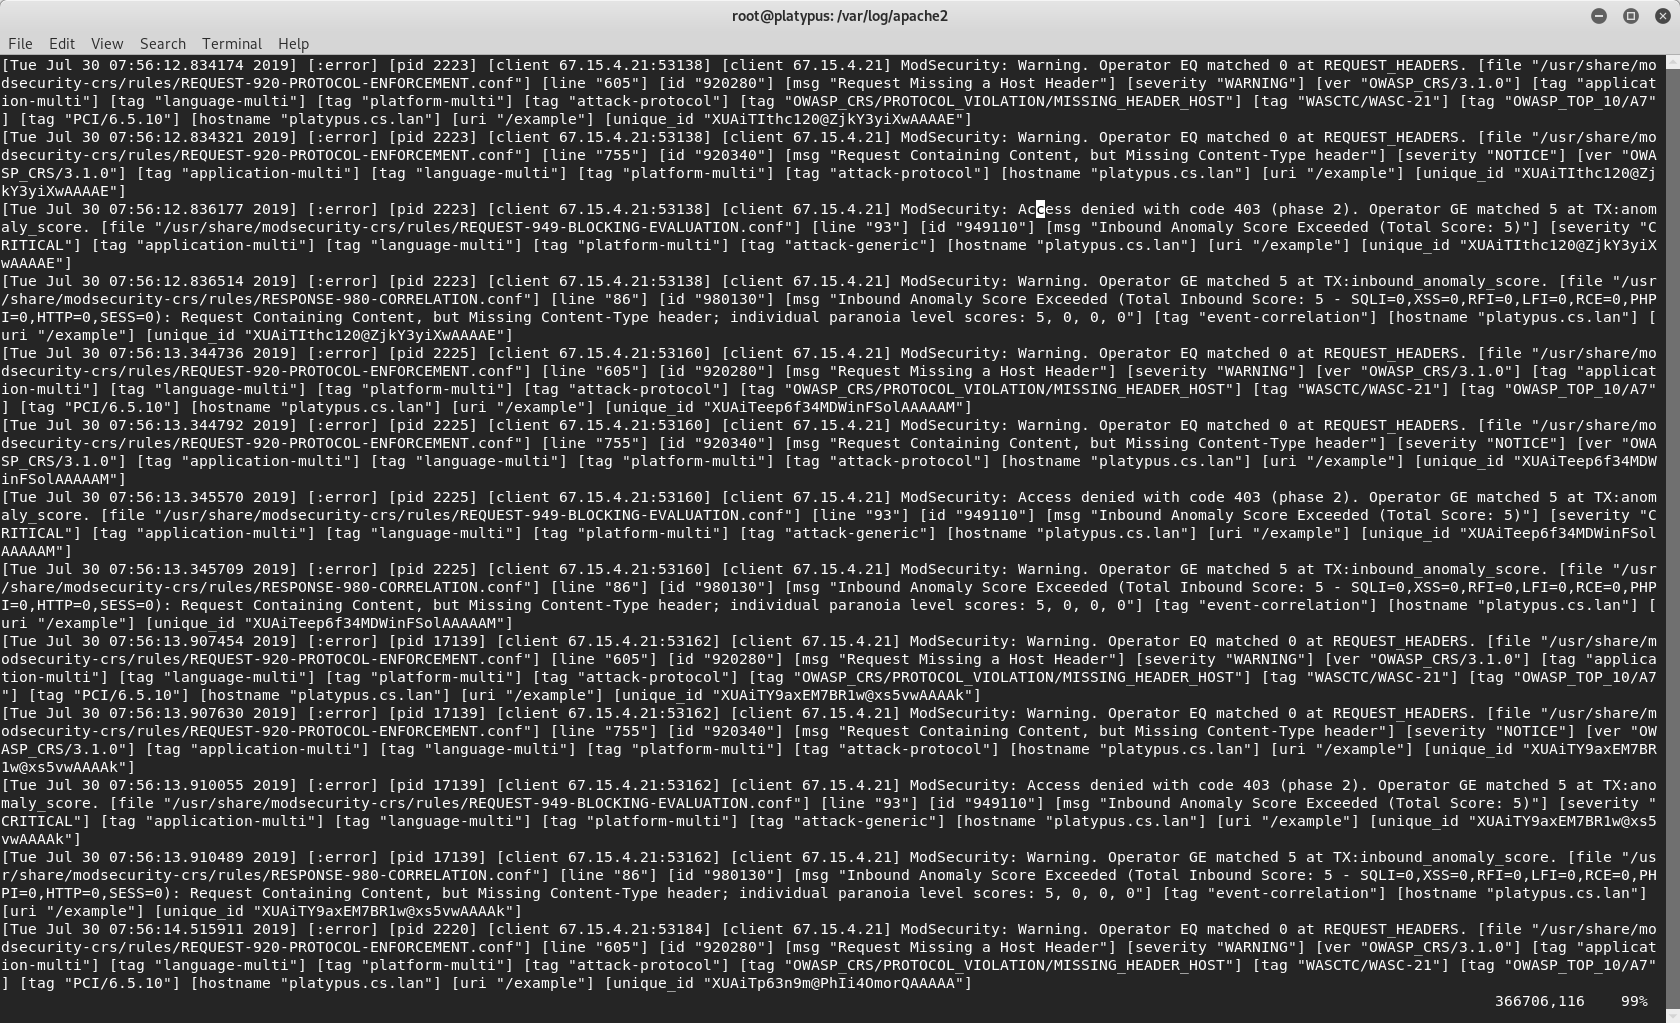 root@platypus: /var/log/apache2
File Edit View Search Terminal Help
[Tue Jul 30 07:56:12.834174 2019] [:error] [pid 2223] [client 67.15.4.21:53138] [client 67.15.4.21] ModSecurity: Warning. Operator EQ matched 0 at REQUEST_HEADERS. [file "/usr/share/mo
dsecurity-crs/rules/REQUEST-920-PROTOCOL-ENFORCEMENT.conf"] [line "605"] [id "920280"] [msg "Request Missing a Host Header"] [severity "WARNING"] [ver "OWASP_CRS/3.1.0"] [tag "applicat
ion-multi"] [tag "language-multi"] [tag "platform-multi"] [tag "attack-protocol"] [tag "OWASP_CRS/PROTOCOL_VIOLATION/MISSING_HEADER_HOST"] [tag "WASCTC/WASC-21"] [tag "OWASP_TOP_10/A7"
] [tag "PCI/6.5.10"] [hostname "platypus.cs.lan"] [uri "/example"] [unique_id "XUAiTIthc120@ZjkY3yiXwAAAAE"]
[Tue Jul 30 07:56:12.834321 2019] [:error] [pid 2223] [client 67.15.4.21:53138] [client 67.15.4.21] ModSecurity: Warning. Operator EQ matched 0 at REQUEST_HEADERS. [file "/usr/share/mo
dsecurity-crs/rules/REQUEST-920-PROTOCOL-ENFORCEMENT.conf"] [line "755"] [id "920340"] [msg "Request Containing Content, but Missing Content-Type header"] [severity "NOTICE"] [ver "OWA
SP_CRS/3.1.0"] [tag "application-multi"] [tag "language-multi"] [tag "platform-multi"] [tag "attack-protocol"] [hostname "platypus.cs.lan"] [uri "/example"] [unique_id "XUAiTIthc120@Zj
kY3yiXwAAAAE"]
[Tue Jul 30 07:56:12.836177 2019] [:error] [pid 2223] [client 67.15.4.21:53138] [client 67.15.4.21] ModSecurity: Access denied with code 403 (phase 2). Operator GE matched 5 at TX:anom
aly_score. [file "/usr/share/modsecurity-crs/rules/REQUEST-949-BLOCKING-EVALUATION.conf"] [line "93"] [id "949110"] [msg "Inbound Anomaly Score Exceeded (Total Score: 5)"] [severity "C
RITICAL"] [tag "application-multi"] [tag "language-multi"] [tag "platform-multi"] [tag "attack-generic"] [hostname "platypus.cs.lan"] [uri "/example"] [unique_id "XUAiTIthc120@ZjkY3yiX
wAAAAE"]
[Tue Jul 30 07:56:12.836514 2019] [:error] [pid 2223] [client 67.15.4.21:53138] [client 67.15.4.21] ModSecurity: Warning. Operator GE matched 5 at TX:inbound_anomaly_score. [file "/usr
/share/modsecurity-crs/rules/RESPONSE-980-CORRELATION.conf"] [line "86"] [id "980130"] [msg "Inbound Anomaly Score Exceeded (Total Inbound Score: 5 - SQLI=0,XSS=0,RFI=0,LFI=0,RCE=0,PHP
I=0,HTTP=0,SESS=0): Request Containing Content, but Missing Content-Type header; individual paranoia level scores: 5, 0, 0, 0"] [tag "event-correlation"] [hostname "platypus.cs.lan"] [
uri "/example"] [unique_id "XUAiTIthc120@ZjkY3yiXwAAAAE"]
[Tue Jul 30 07:56:13.344736 2019] [:error] [pid 2225] [client 67.15.4.21:53160] [client 67.15.4.21] ModSecurity: Warning. Operator EQ matched 0 at REQUEST_HEADERS. [file "/usr/share/mo
dsecurity-crs/rules/REQUEST-920-PROTOCOL-ENFORCEMENT.conf"] [line "605"] [id "920280"] [msg "Request Missing a Host Header"] [severity "WARNING"] [ver "OWASP_CRS/3.1.0"] [tag "applicat
ion-multi"] [tag "language-multi"] [tag "platform-multi"] [tag "attack-protocol"] [tag "OWASP_CRS/PROTOCOL_VIOLATION/MISSING_HEADER_HOST"] [tag "WASCTC/WASC-21"] [tag "OWASP_TOP_10/A7"
] [tag "PCI/6.5.10"] [hostname "platypus.cs.lan"] [uri "/example"] [unique_id "XUAiTeep6f34MDWinFSolAAAAAM"]
[Tue Jul 30 07:56:13.344792 2019] [:error] [pid 2225] [client 67.15.4.21:53160] [client 67.15.4.21] ModSecurity: Warning. Operator EQ matched 0 at REQUEST_HEADERS. [file "/usr/share/mo
dsecurity-crs/rules/REQUEST-920-PROTOCOL-ENFORCEMENT.conf"] [line "755"] [id "920340"] [msg "Request Containing Content, but Missing Content-Type header"] [severity "NOTICE"] [ver "OWA
SP_CRS/3.1.0"] [tag "application-multi"] [tag "language-multi"] [tag "platform-multi"] [tag "attack-protocol"] [hostname "platypus.cs.lan"] [uri "/example"] [unique_id "XUAiTeep6f34MDW
inFSolAAAAAM"]
[Tue Jul 30 07:56:13.345570 2019] [:error] [pid 2225] [client 67.15.4.21:53160] [client 67.15.4.21] ModSecurity: Access denied with code 403 (phase 2). Operator GE matched 5 at TX:anom
aly_score. [file "/usr/share/modsecurity-crs/rules/REQUEST-949-BLOCKING-EVALUATION.conf"] [line "93"] [id "949110"] [msg "Inbound Anomaly Score Exceeded (Total Score: 5)"] [severity "C
RITICAL"] [tag "application-multi"] [tag "language-multi"] [tag "platform-multi"] [tag "attack-generic"] [hostname "platypus.cs.lan"] [uri "/example"] [unique_id "XUAiTeep6f34MDWinFSol
AAAAAM"]
[Tue Jul 30 07:56:13.345709 2019] [:error] [pid 2225] [client 67.15.4.21:53160] [client 67.15.4.21] ModSecurity: Warning. Operator GE matched 5 at TX:inbound_anomaly_score. [file "/usr
/share/modsecurity-crs/rules/RESPONSE-980-CORRELATION.conf"] [line "86"] [id "980130"] [msg "Inbound Anomaly Score Exceeded (Total Inbound Score: 5 - SQLI=0,XSS=0,RFI=0,LFI=0,RCE=0,PHP
I=0,HTTP=0,SESS=0): Request Containing Content, but Missing Content-Type header; individual paranoia level scores: 5, 0, 0, 0"] [tag "event-correlation"] [hostname "platypus.cs.lan"] [
uri "/example"] [unique_id "XUAiTeep6f34MDWinFSolAAAAAM"]
[Tue Jul 30 07:56:13.907454 2019] [:error] [pid 17139] [client 67.15.4.21:53162] [client 67.15.4.21] ModSecurity: Warning. Operator EQ matched 0 at REQUEST_HEADERS. [file "/usr/share/m
odsecurity-crs/rules/REQUEST-920-PROTOCOL-ENFORCEMENT.conf"] [line "605"] [id "920280"] [msg "Request Missing a Host Header"] [severity "WARNING"] [ver "OWASP_CRS/3.1.0"] [tag "applica
tion-multi"] [tag "language-multi"] [tag "platform-multi"] [tag "attack-protocol"] [tag "OWASP_CRS/PROTOCOL_VIOLATION/MISSING_HEADER_HOST"] [tag "WASCTC/WASC-21"] [tag "OWASP_TOP_10/A7
"] [tag "PCI/6.5.10"] [hostname "platypus.cs.lan"] [uri "/example"] [unique_id "XUAiTY9axEM7BR1w@xs5vwAAAAk"]
[Tue Jul 30 07:56:13.907630 2019] [:error] [pid 17139] [client 67.15.4.21:53162] [client 67.15.4.21] ModSecurity: Warning. Operator EQ matched 0 at REQUEST_HEADERS. [file "/usr/share/m
odsecurity-crs/rules/REQUEST-920-PROTOCOL-ENFORCEMENT.conf"] [line "755"] [id "920340"] [msg "Request Containing Content, but Missing Content-Type header"] [severity "NOTICE"] [ver "OW
ASP_CRS/3.1.0"] [tag "application-multi"] [tag "language-multi"] [tag "platform-multi"] [tag "attack-protocol"] [hostname "platypus.cs.lan"] [uri "/example"] [unique_id "XUAiTY9axEM7BR
1w@xs5vwAAAAk"]
[Tue Jul 30 07:56:13.910055 2019] [:error] [pid 17139] [client 67.15.4.21:53162] [client 67.15.4.21] ModSecurity: Access denied with code 403 (phase 2). Operator GE matched 5 at TX:ano
maly_score. [file "/usr/share/modsecurity-crs/rules/REQUEST-949-BLOCKING-EVALUATION.conf"] [line "93"] [id "949110"] [msg "Inbound Anomaly Score Exceeded (Total Score: 5)"] [severity "
CRITICAL"] [tag "application-multi"] [tag "language-multi"] [tag "platform-multi"] [tag "attack-generic"] [hostname "platypus.cs.lan"] [uri "/example"] [unique_id "XUAiTY9axEM7BR1w@xs5
vwAAAAk"]
[Tue Jul 30 07:56:13.910489 2019] [:error] [pid 17139] [client 67.15.4.21:53162] [client 67.15.4.21] ModSecurity: Warning. Operator GE matched 5 at TX:inbound_anomaly_score. [file "/us
r/share/modsecurity-crs/rules/RESPONSE-980-CORRELATION.conf"] [line "86"] [id "980130"] [msg "Inbound Anomaly Score Exceeded (Total Inbound Score: 5 - SQLI=0,XSS=0,RFI=0,LFI=0,RCE=0,PH
PI=0,HTTP=0,SESS=0): Request Containing Content, but Missing Content-Type header; individual paranoia level scores: 5, 0, 0, 0"] [tag "event-correlation"] [hostname "platypus.cs.lan"]
[uri "/example"] [unique_id "XUAiTY9axEM7BR1w@xs5vwAAAAk"]
[Tue Jul 30 07:56:14.515911 2019] [:error] [pid 2220] [client 67.15.4.21:53184] [client 67.15.4.21] ModSecurity: Warning. Operator EQ matched 0 at REQUEST_HEADERS. [file "/usr/share/mo
dsecurity-crs/rules/REQUEST-920-PROTOCOL-ENFORCEMENT.conf"] [line "605"] [id "920280"] [msg "Request Missing a Host Header"] [severity "WARNING"] [ver "OWASP_CRS/3.1.0"] [tag "applicat
ion-multi"] [tag "language-multi"] [tag "platform-multi"] [tag "attack-protocol"] [tag "OWASP_CRS/PROTOCOL_VIOLATION/MISSING_HEADER_HOST"] [tag "WASCTC/WASC-21"] [tag "OWASP_TOP_10/A7"
] [tag "PCI/6.5.10"] [hostname "platypus.cs.lan"] [uri "/example"] [unique_id "XUAiTp63n9m@PhIi4OmorQAAAAA"]
366706,116 99%